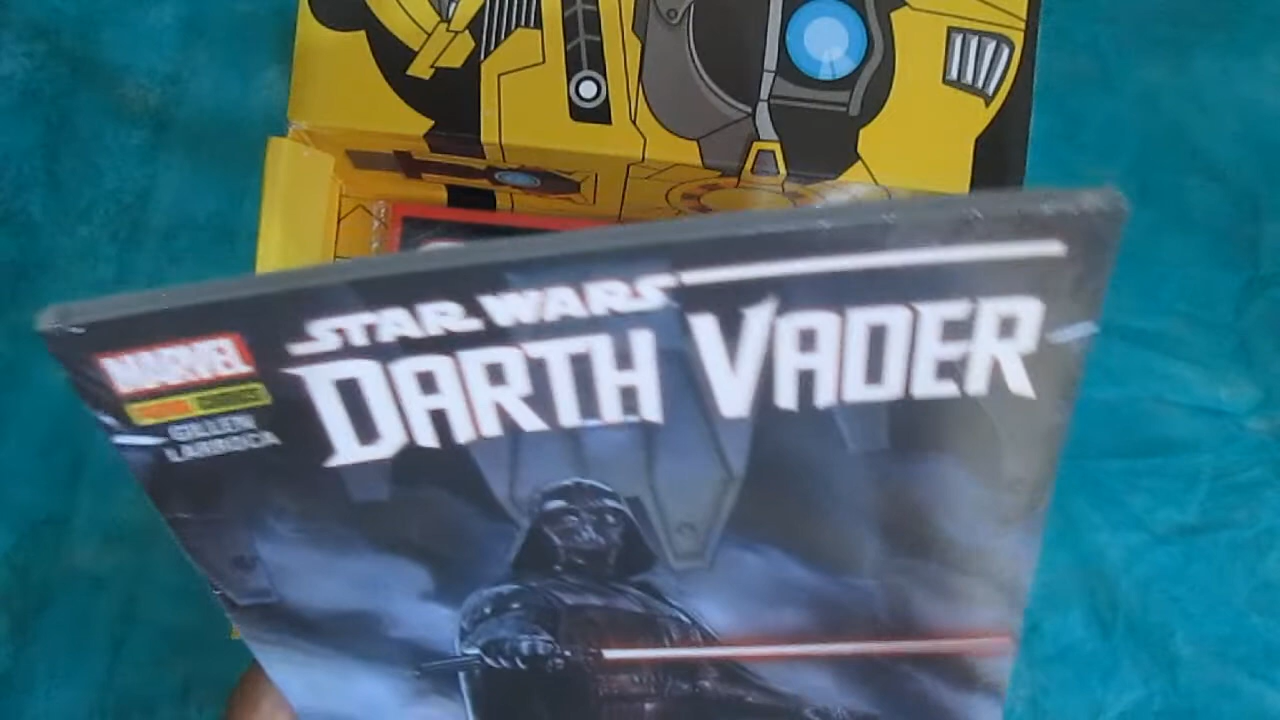 STAR WARS
DARTH VADER
MARVEL
GILLEN
LARROCA